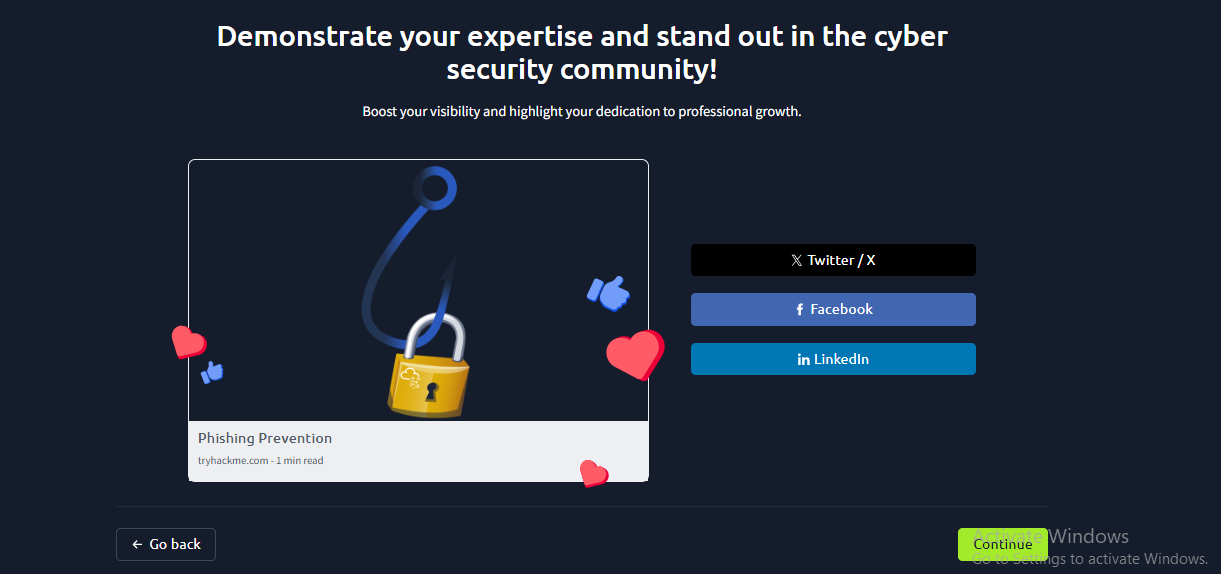 Demonstrate your expertise and stand out in the cyber
security community!
Boost your visibility and highlight your dedication to professional growth.
𝕏 Twitter / X
f Facebook
in LinkedIn
Phishing Prevention
tryhackme.com - 1 min read
← Go back
Continue
Activate Windows
Go to Settings to activate Windows.